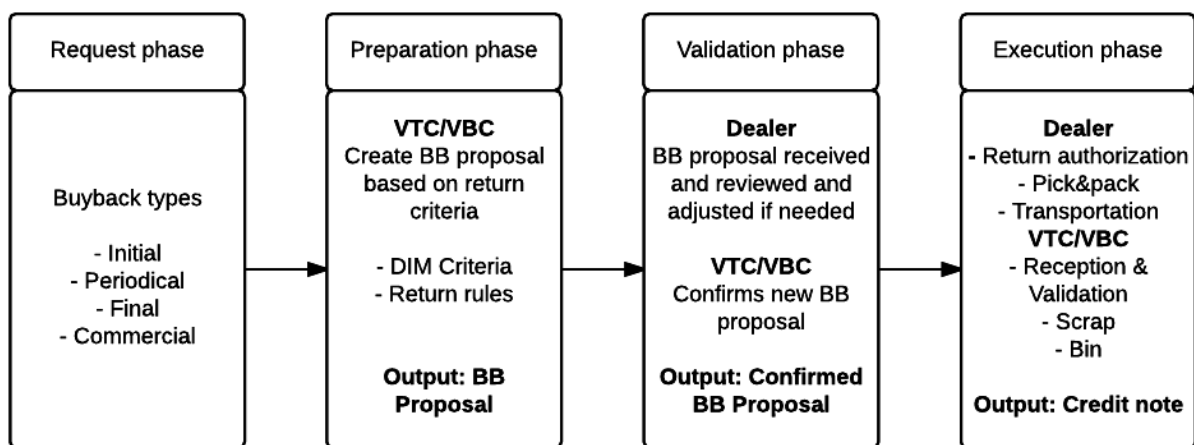 Request phase
Buyback types
- Initial
- Periodical
- Final
- Commercial
Preparation phase
VTC/VBC
Create BB proposal
based on return
criteria
- DIM Criteria
- Return rules
Output: BB
Proposal
Validation phase
Dealer
BB proposal received
and reviewed and
adjusted if needed
VTC/VBC
Confirms new BB
proposal
Output: Confirmed
BB Proposal
Execution phase
Dealer
- Return authorization
- Pick&pack
- Transportation
VTC/VBC
- Reception &
Validation
- Scrap
- Bin
Output: Credit note